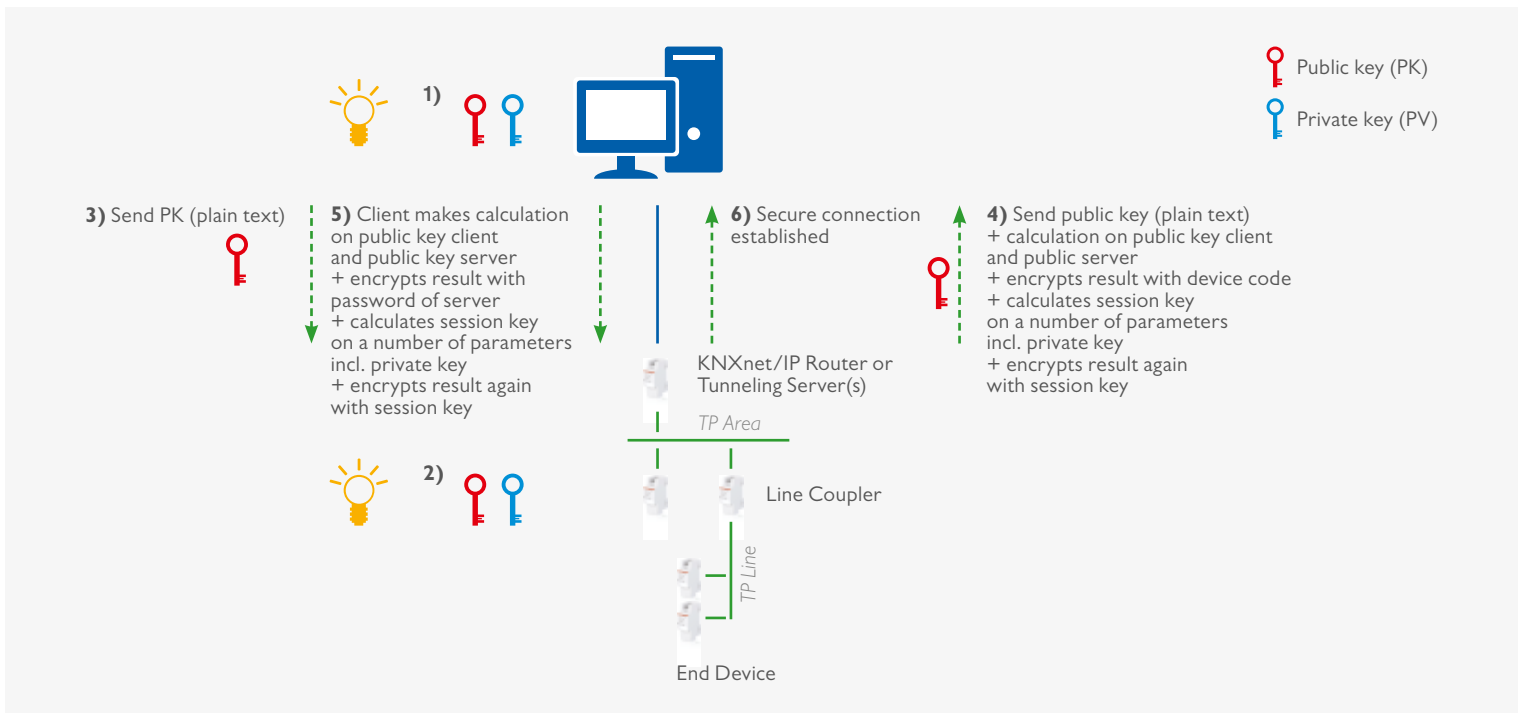 1)
Public key (PK)
Private key (PV)
3) Send PK (plain text)
5) Client makes calculation
on public key client
and public key server
+ encrypts result with
password of server
+ calculates session key
on a number of parameters
incl. private key
+ encrypts result again
with session key
6) Secure connection
established
4) Send public key (plain text)
+ calculation on public key client
and public server
+ encrypts result with device code
+ calculates session key
on a number of parameters
incl. private key
+ encrypts result again
with session key
KNXnet/IP Router or
Tunneling Server(s)
TP Area
2)
Line Coupler
TP Line
End Device